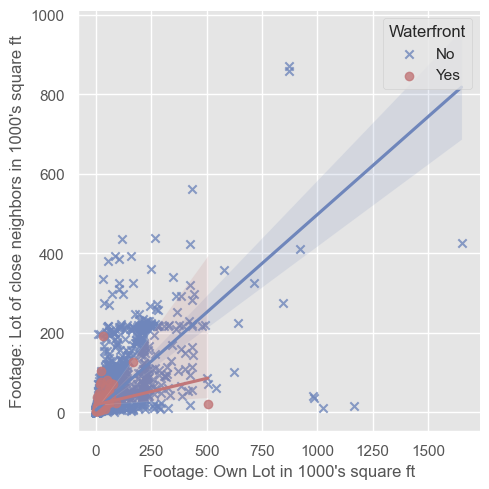 Waterfront
No
Yes
1000
800
600
400
200
0
0
250
500
750
1000
1250
1500
Footage: Own Lot in 1000's square ft
Footage: Lot of close neighbors in 1000's square ft